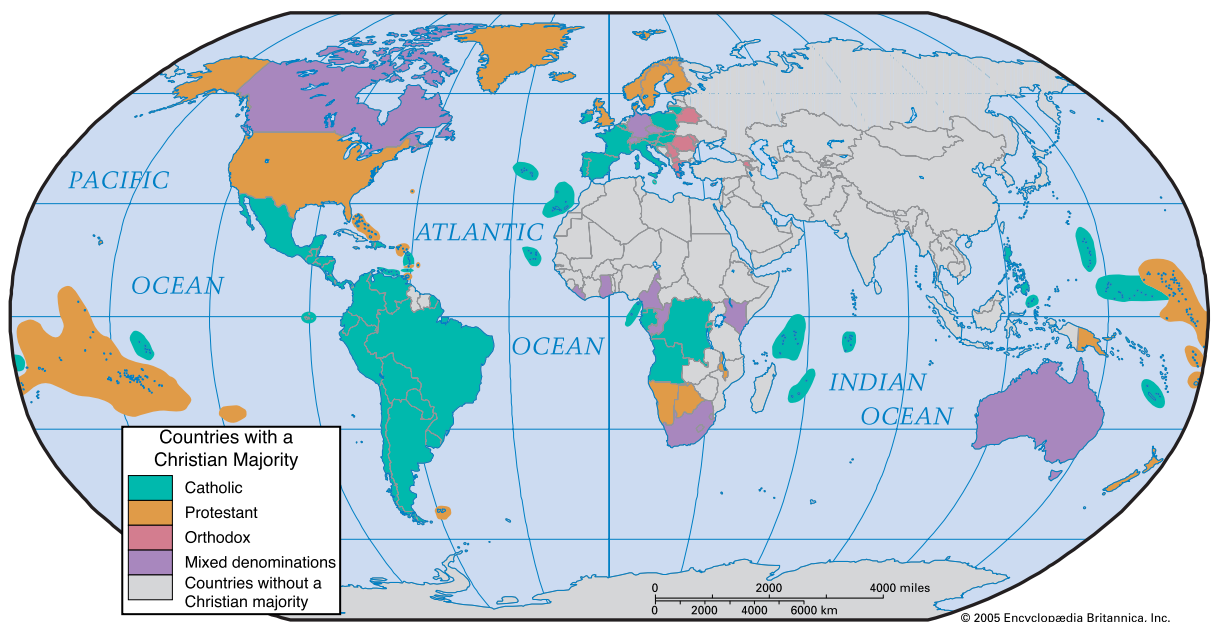 PACIFIC
OCEAN
ATLANTIC
OCEAN
INDIAN
OCEAN
Countries with a
Christian Majority
Catholic
Protestant
Orthodox
Mixed denominations
Countries without a
Christian majority
0 2000 4000 miles
0 2000 4000 6000 km
© 2005 Encyclopædia Britannica, Inc.